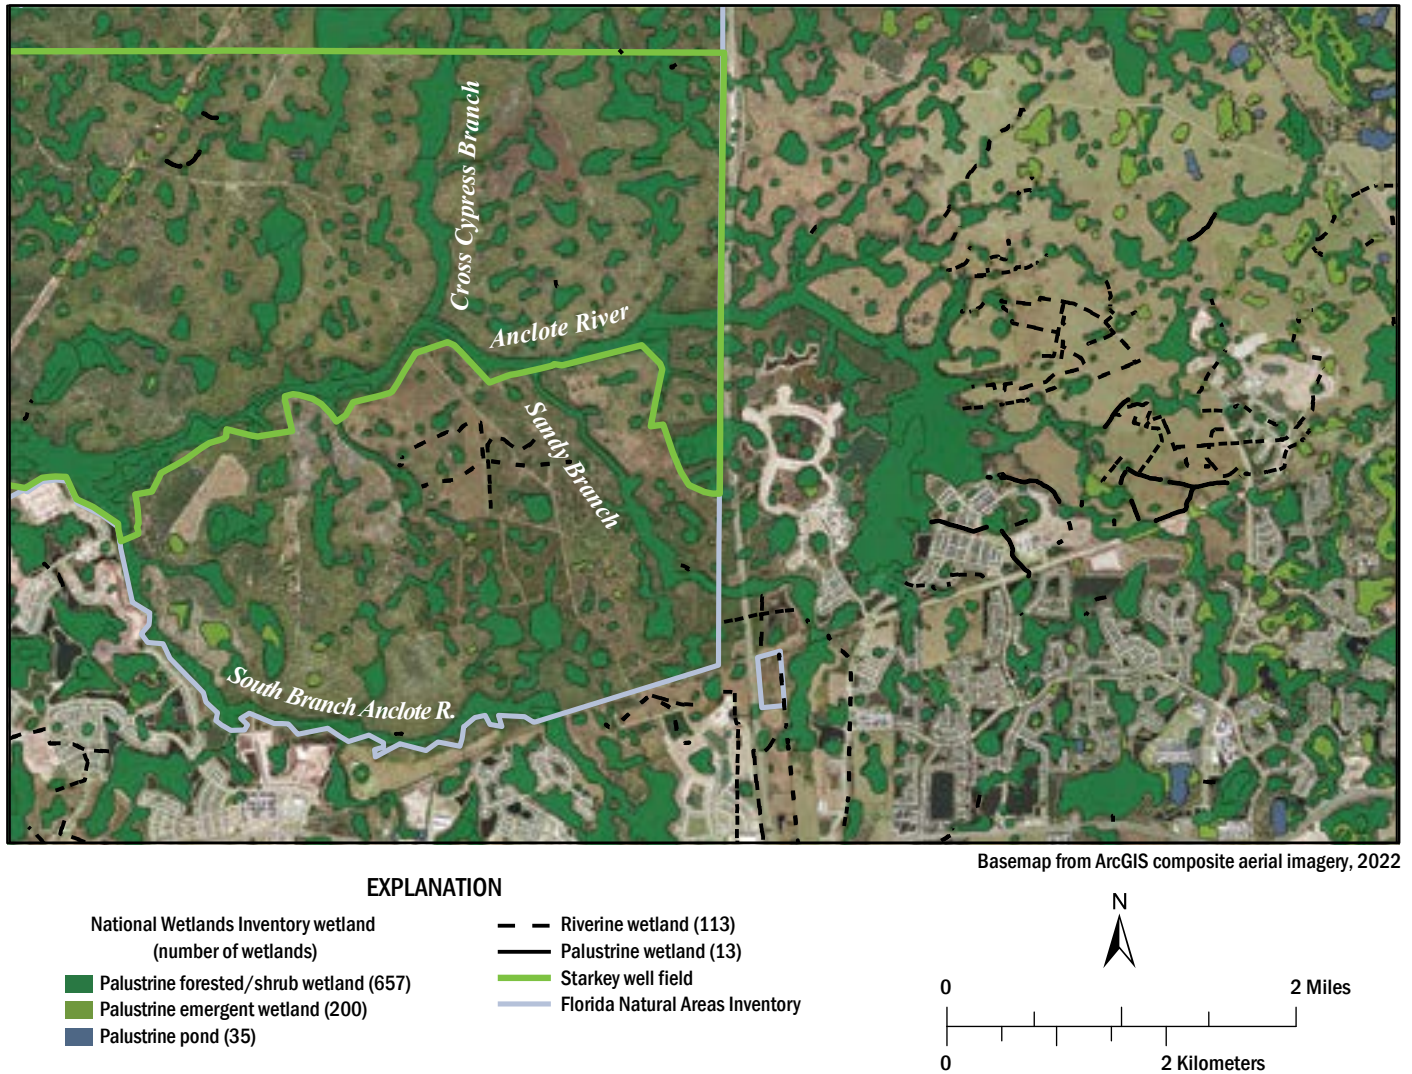 Cross Cypress Branch
Anclote River
Sandy Branch
South Branch Anclote R.
Basemap from ArcGIS composite aerial imagery, 2022
EXPLANATION
National Wetlands Inventory wetland
(number of wetlands)
Palustrine forested/shrub wetland (657)
Palustrine emergent wetland (200)
Palustrine pond (35)
Riverine wetland (113)
Palustrine wetland (13)
Starkey well field
Florida Natural Areas Inventory
N
0 2 Miles
0 2 Kilometers